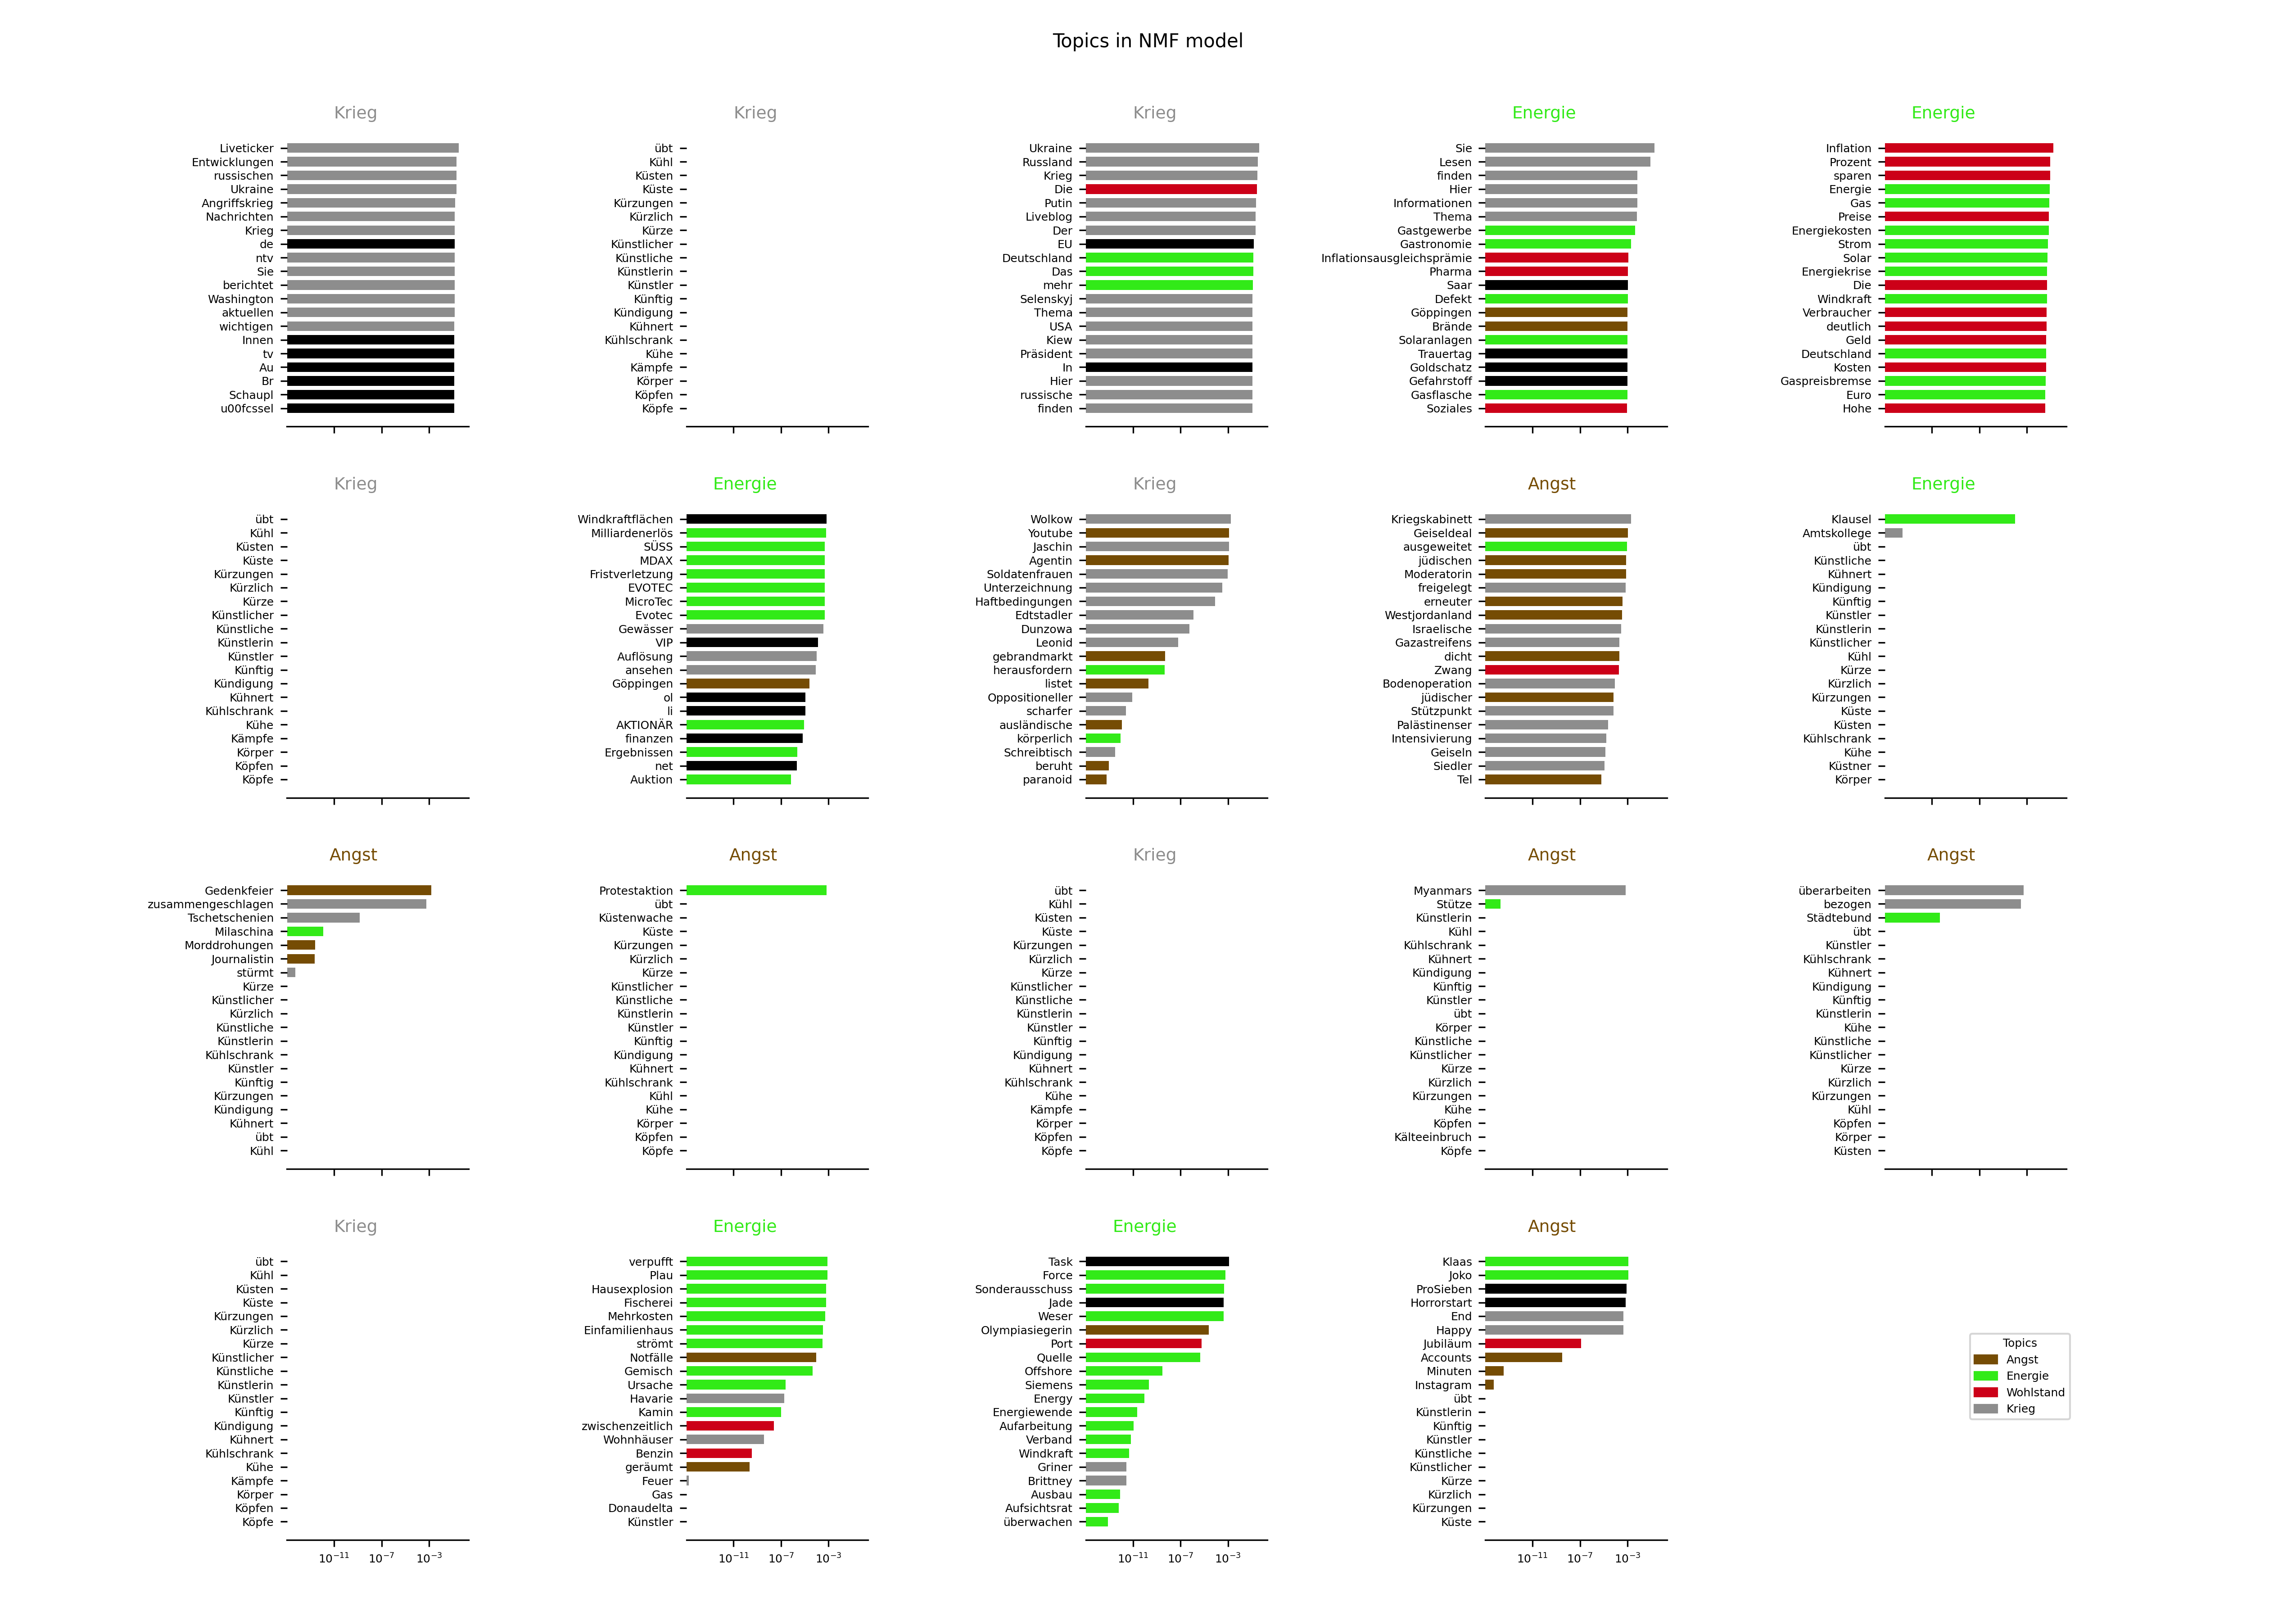 Topics in NMF model
Krieg
Liveticker
Entwicklungen
russischen
Ukraine
Angriffskrieg
Nachrichten
Krieg
de
ntv
Sie
berichtet
Washington
aktuellen
wichtigen
Innen
tv
Au
Br
Schaupl
u00fcssel
Krieg
übt
Kühl
Küsten
Küste
Kürzungen
Kürzlich
Kürze
Künstlicher
Künstliche
Künstlerin
Künstler
Künftig
Kündigung
Kühnert
Kühlschrank
Kühe
Kämpfe
Körper
Köpfen
Köpfe
Krieg
Ukraine
Russland
Krieg
Die
Putin
Liveblog
Der
EU
Deutschland
Das
mehr
Selenskyj
Thema
USA
Kiew
Präsident
In
Hier
russische
finden
Energie
Sie
Lesen
finden
Hier
Informationen
Thema
Gastgewerbe
Gastronomie
Inflationsausgleichsprämie
Pharma
Saar
Defekt
Göppingen
Brände
Solaranlagen
Trauertag
Goldschatz
Gefahrstoff
Gasflasche
Soziales
Energie
Inflation
Prozent
sparen
Energie
Gas
Preise
Energiekosten
Strom
Solar
Energiekrise
Die
Windkraft
Verbraucher
deutlich
Geld
Deutschland
Kosten
Gaspreisbremse
Euro
Hohe
Krieg
übt
Kühl
Küsten
Küste
Kürzungen
Kürzlich
Kürze
Künstlicher
Künstliche
Künstlerin
Künstler
Künftig
Kündigung
Kühnert
Kühlschrank
Kühe
Kämpfe
Körper
Köpfen
Köpfe
Energie
Windkraftflächen
Milliardenerlös
SÜSS
MDAX
Fristverletzung
EVOTEC
MicroTec
Evotec
Gewässer
VIP
Auflösung
ansehen
Göppingen
ol
li
AKTIONÄR
finanzen
Ergebnissen
net
Auktion
Krieg
Wolkow
Youtube
Jaschin
Agentin
Soldatenfrauen
Unterzeichnung
Haftbedingungen
Edtstadler
Dunzowa
Leonid
gebrandmarkt
herausfordern
listet
Oppositioneller
scharfer
ausländische
körperlich
Schreibtisch
beruht
paranoid
Angst
Kriegskabinett
Geiseldeal
ausgeweitet
jüdischen
Moderatorin
freigelegt
erneuter
Westjordanland
Israelische
Gazastreifens
dicht
Zwang
Bodenoperation
jüdischer
Stützpunkt
Palästinenser
Intensivierung
Geiseln
Siedler
Tel
Energie
Klausel
Amtskollege
übt
Künstliche
Kühnert
Kündigung
Künftig
Künstler
Künstlerin
Künstlicher
Kühl
Kürze
Kürzlich
Kürzungen
Küste
Küsten
Kühlschrank
Kühe
Küstner
Körper
Angst
Gedenkfeier
zusammengeschlagen
Tschetschenien
Milaschina
Morddrohungen
Journalistin
stürmt
Kürze
Künstlicher
Kürzlich
Künstliche
Künstlerin
Kühlschrank
Künstler
Künftig
Kürzungen
Kündigung
Kühnert
übt
Kühl
Angst
Protestaktion
übt
Küstenwache
Küste
Kürzungen
Kürzlich
Kürze
Künstlicher
Künstliche
Künstlerin
Künstler
Künftig
Kündigung
Kühnert
Kühlschrank
Kühl
Kühe
Körper
Köpfen
Köpfe
Krieg
übt
Kühl
Küsten
Küste
Kürzungen
Kürzlich
Kürze
Künstlicher
Künstliche
Künstlerin
Künstler
Künftig
Kündigung
Kühnert
Kühlschrank
Kühe
Kämpfe
Körper
Köpfen
Köpfe
Angst
Myanmars
Stütze
Künstlerin
Kühl
Kühlschrank
Kühnert
Kündigung
Künftig
Künstler
übt
Körper
Künstliche
Künstlicher
Kürze
Kürzlich
Kürzungen
Kühe
Köpfen
Kälteeinbruch
Köpfe
Angst
überarbeiten
bezogen
Städtebund
übt
Künstler
Kühlschrank
Kühnert
Kündigung
Künftig
Künstlerin
Kühe
Künstliche
Künstlicher
Kürze
Kürzlich
Kürzungen
Kühl
Köpfen
Körper
Küsten
Krieg
übt
Kühl
Küsten
Küste
Kürzungen
Kürzlich
Kürze
Künstlicher
Künstliche
Künstlerin
Künstler
Künftig
Kündigung
Kühnert
Kühlschrank
Kühe
Kämpfe
Körper
Köpfen
Köpfe
10⁻¹¹ 10⁻⁷ 10⁻³
Energie
verpufft
Plau
Hausexplosion
Fischerei
Mehrkosten
Einfamilienhaus
strömt
Notfälle
Gemisch
Ursache
Havarie
Kamin
zwischenzeitlich
Wohnhäuser
Benzin
geräumt
Feuer
Gas
Donaudelta
Künstler
10⁻¹¹ 10⁻⁷ 10⁻³
Energie
Task
Force
Sonderausschuss
Jade
Weser
Olympiasiegerin
Port
Quelle
Offshore
Siemens
Energy
Energiewende
Aufarbeitung
Verband
Windkraft
Griner
Brittney
Ausbau
Aufsichtsrat
überwachen
10⁻¹¹ 10⁻⁷ 10⁻³
Angst
Klaas
Joko
ProSieben
Horrorstart
End
Happy
Jubiläum
Accounts
Minuten
Instagram
übt
Künstlerin
Künftig
Künstler
Künstliche
Künstlicher
Kürze
Kürzlich
Kürzungen
Küste
10⁻¹¹ 10⁻⁷ 10⁻³
Topics
Angst
Energie
Wohlstand
Krieg